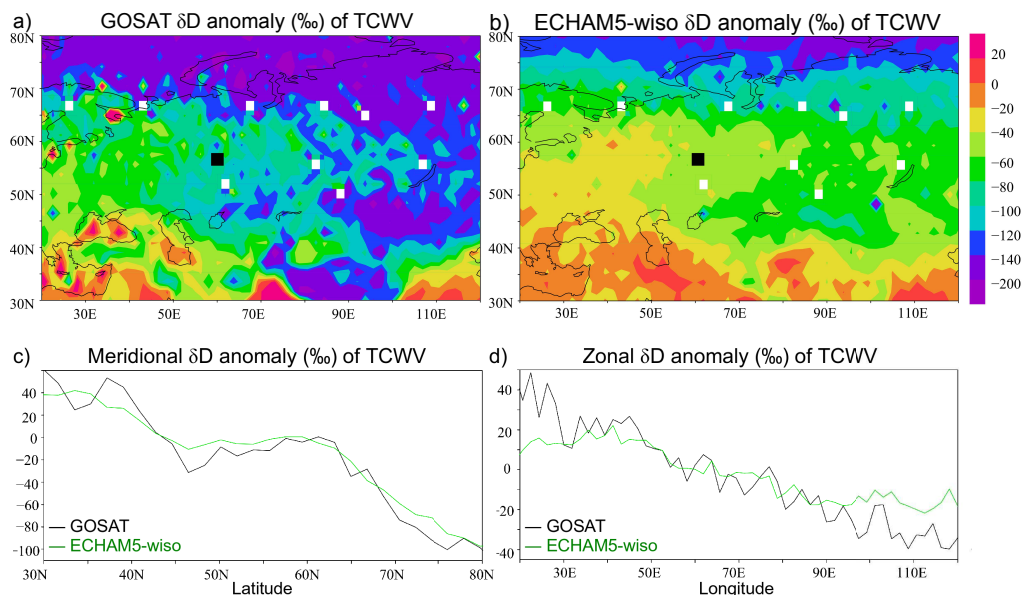 a) GOSAT δD anomaly (‰) of TCWV
80N
70N
60N
50N
40N
30N
30E 50E 70E 90E 110E
b) ECHAM5-wiso δD anomaly (‰) of TCWV
80N
70N
60N
50N
40N
30N
30E 50E 70E 90E 110E
20
0
−20
−40
−60
−80
−100
−120
−140
−200
c) Meridional δD anomaly (‰) of TCWV
40
20
0
−20
−40
−60
−80
−100
GOSAT
ECHAM5-wiso
30N 40N 50N 60N 70N 80N
Latitude
d) Zonal δD anomaly (‰) of TCWV
40
20
0
−20
−40
GOSAT
ECHAM5-wiso
30E 50E 70E 90E 110E
Longitude